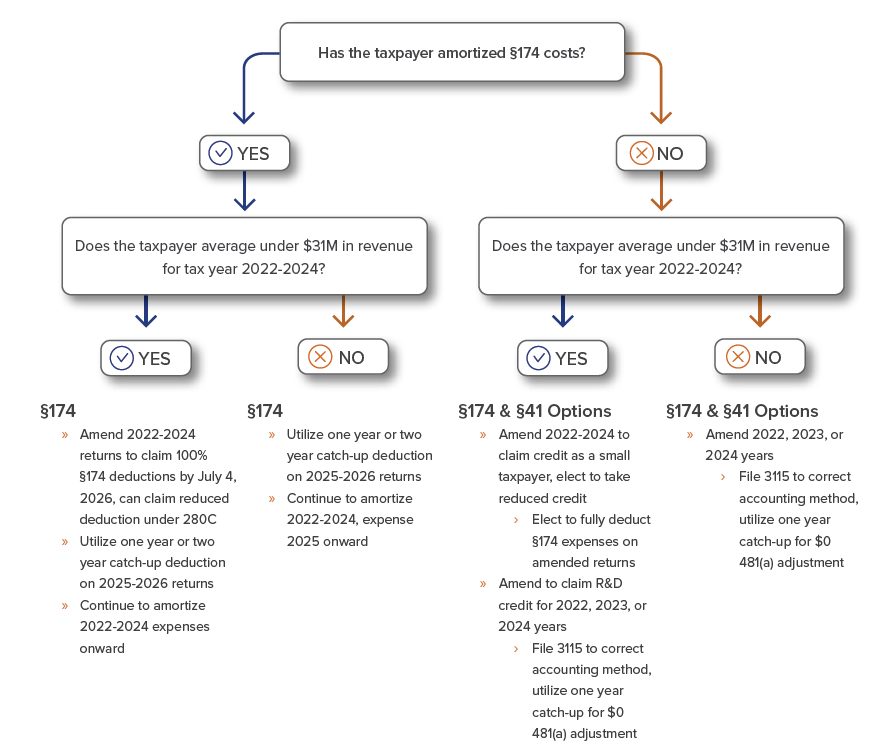 Has the taxpayer amortized §174 costs?
YES
NO
Does the taxpayer average under $31M in revenue
for tax year 2022-2024?
Does the taxpayer average under $31M in revenue
for tax year 2022-2024?
YES
NO
YES
NO
§174
» Amend 2022-2024
returns to claim 100%
§174 deductions by July 4,
2026, can claim reduced
deduction under 280C
» Utilize one year or two
year catch-up deduction
on 2025-2026 returns
» Continue to amortize
2022-2024 expenses
onward
§174
» Utilize one year or two
year catch-up deduction
on 2025-2026 returns
» Continue to amortize
2022-2024, expense
2025 onward
§174 & §41 Options
» Amend 2022-2024 to
claim credit as a small
taxpayer, elect to take
reduced credit
› Elect to fully deduct
§174 expenses on
amended returns
» Amend to claim R&D
credit for 2022, 2023, or
2024 years
› File 3115 to correct
accounting method,
utilize one year
catch-up for $0
481(a) adjustment
§174 & §41 Options
» Amend 2022, 2023, or
2024 years
› File 3115 to correct
accounting method,
utilize one year
catch-up for $0
481(a) adjustment